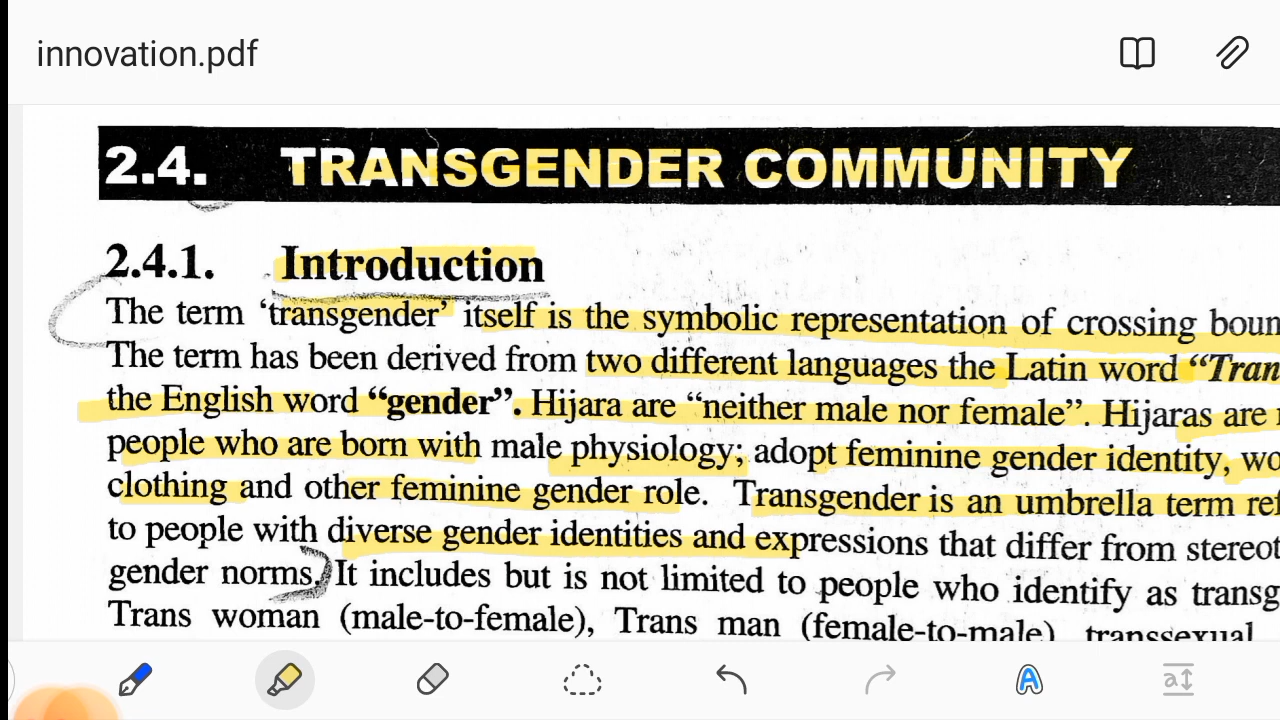 innovation.pdf
2.4. TRANSGENDER COMMUNITY
2.4.1. Introduction
The term ‘transgender’ itself is the symbolic representation of crossing boun
The term has been derived from two different languages the Latin word “Tran
the English word “gender”. Hijara are “neither male nor female”. Hijaras are
people who are born with male physiology; adopt feminine gender identity, wo
clothing and other feminine gender role. Transgender is an umbrella term rel
to people with diverse gender identities and expressions that differ from stereot
gender norms. It includes but is not limited to people who identify as transg
Trans woman (male-to-female), Trans man (female-to-male) transsexual